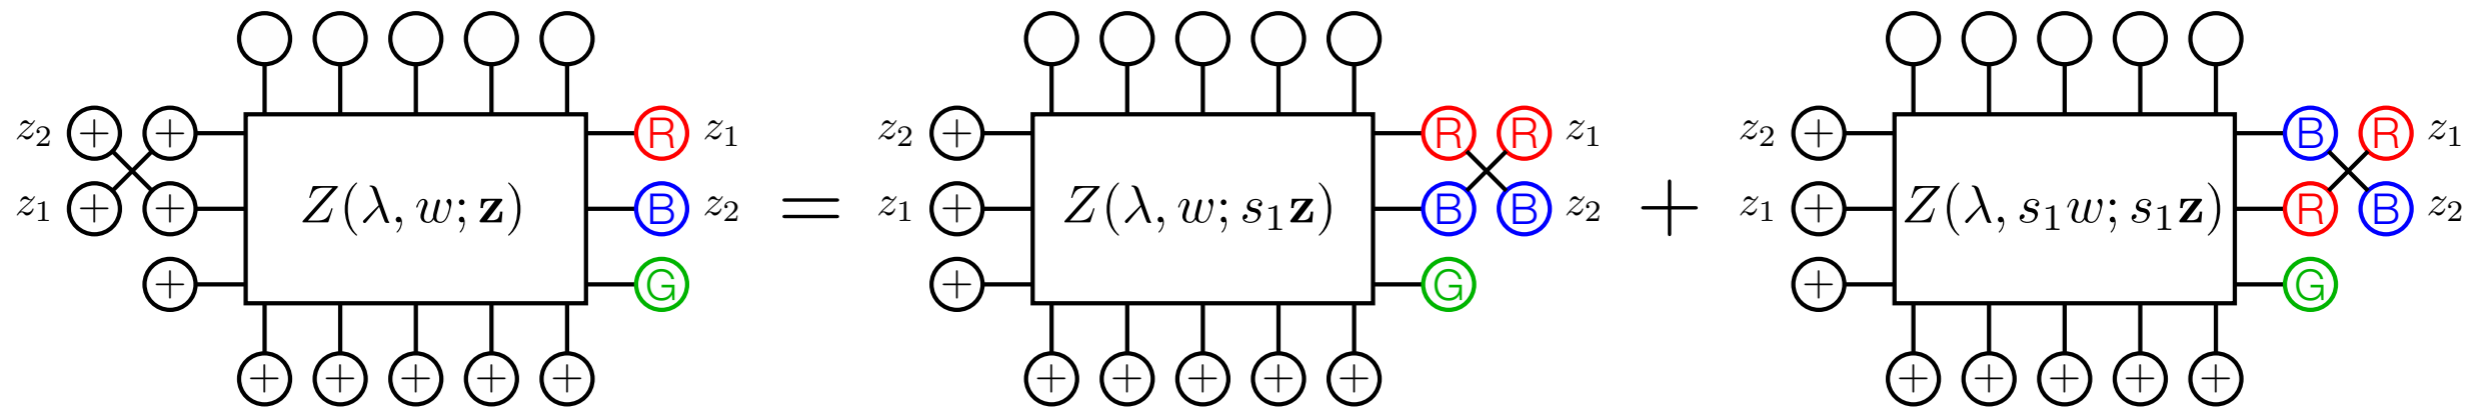 z₂ + + R z₁ z₂ + R R z₁ z₂ + B R z₁
z₁ + + Z(λ, w; 𝐳) B z₂ = z₁ + Z(λ, w; s₁𝐳) B B z₂ + z₁ + Z(λ, s₁w; s₁𝐳) R B z₂
+ G + G + G
+ + + + + + + + + + + + + + +